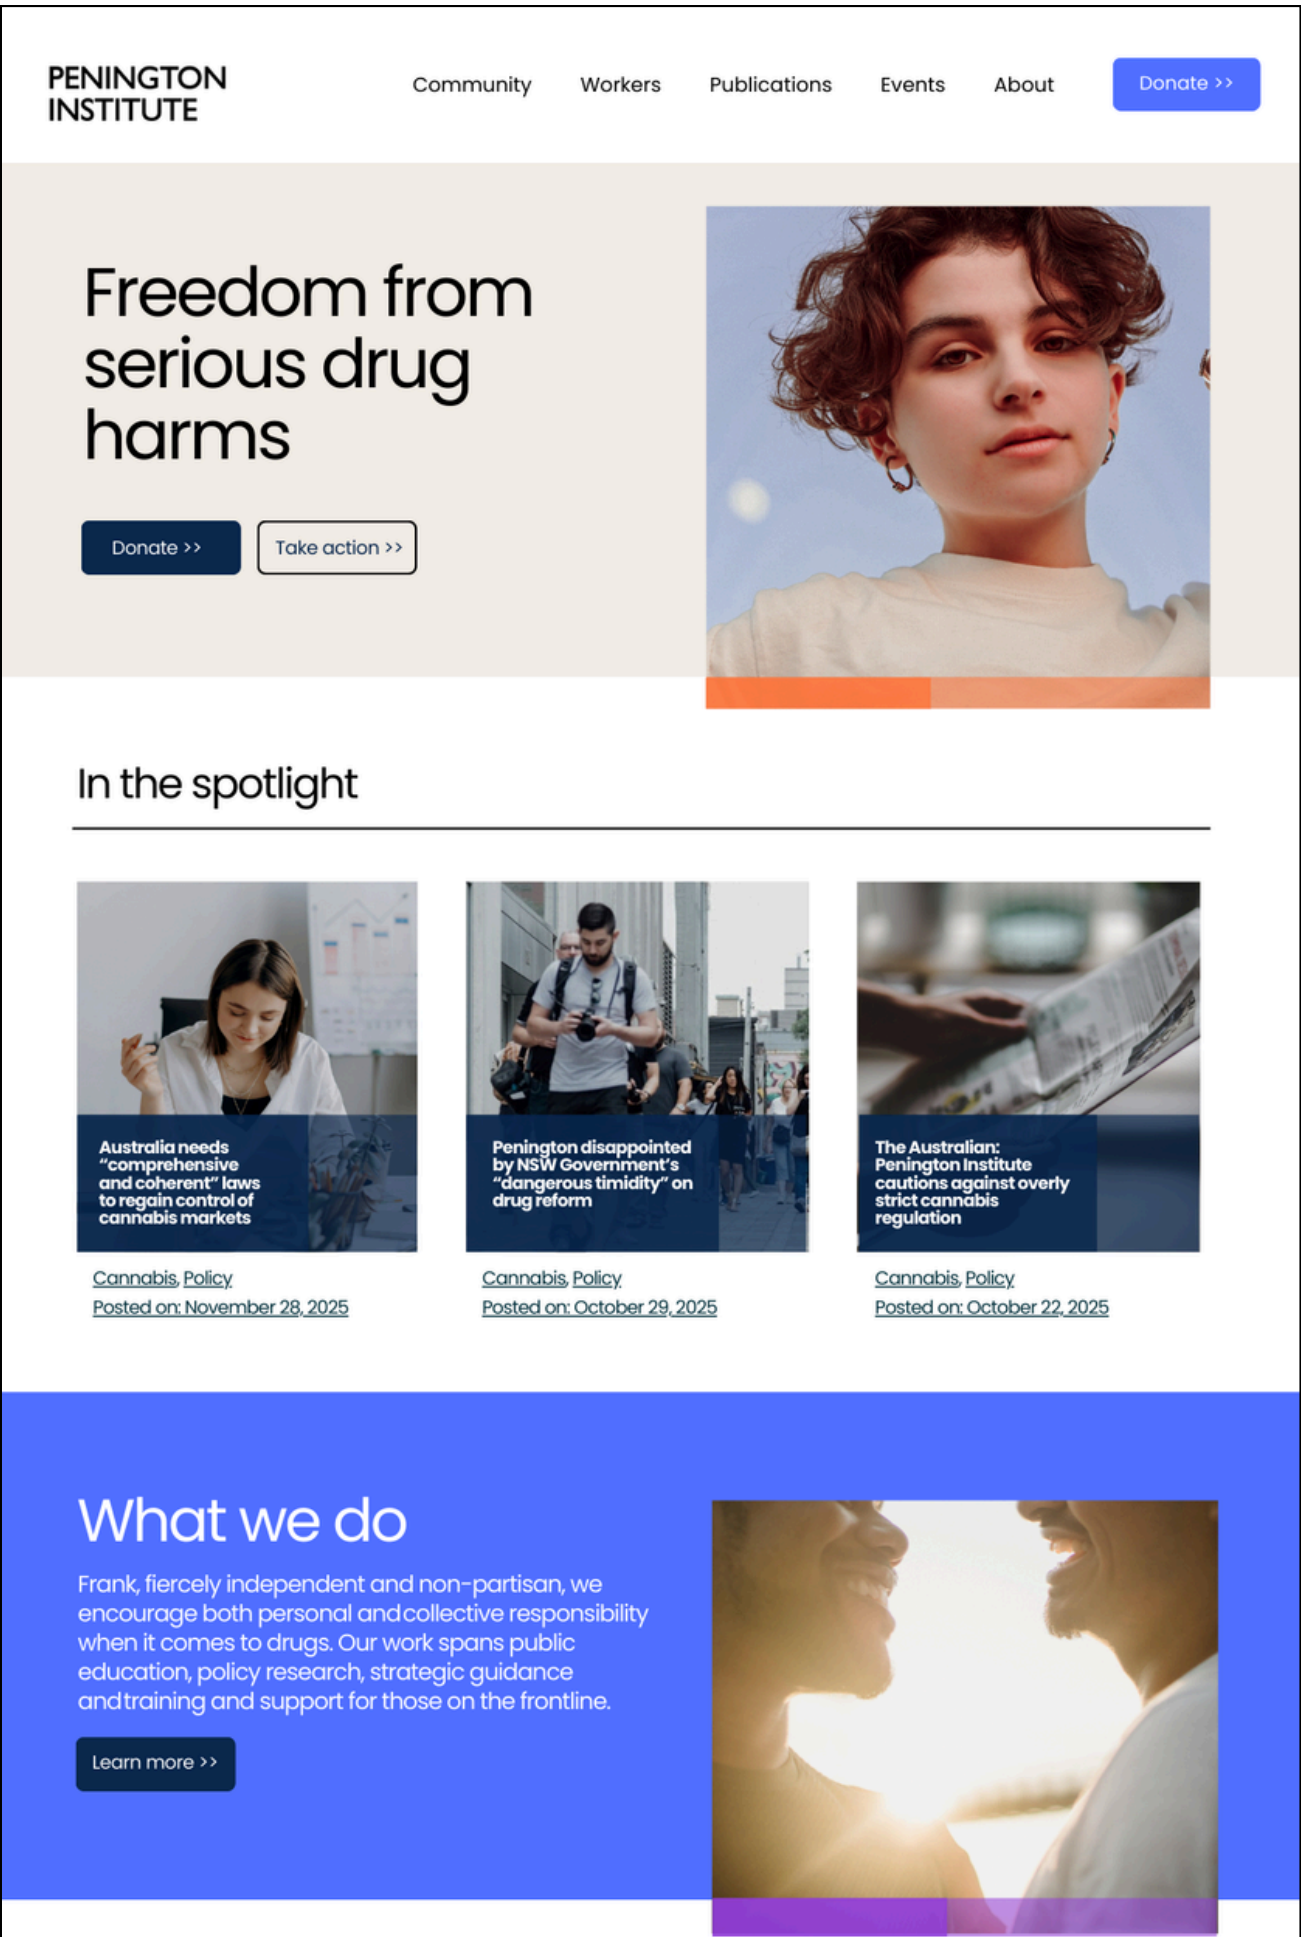 PENINGTON
INSTITUTE
Community Workers Publications Events About Donate >>
Freedom from
serious drug
harms
Donate >> Take action >>
In the spotlight
Australia needs
“comprehensive
and coherent” laws
to regain control of
cannabis markets
Cannabis, Policy
Posted on: November 28, 2025
Penington disappointed
by NSW Government’s
“dangerous timidity” on
drug reform
Cannabis, Policy
Posted on: October 29, 2025
The Australian:
Penington Institute
cautions against overly
strict cannabis
regulation
Cannabis, Policy
Posted on: October 22, 2025
What we do
Frank, fiercely independent and non-partisan, we
encourage both personal and collective responsibility
when it comes to drugs. Our work spans public
education, policy research, strategic guidance
and training and support for those on the frontline.
Learn more >>